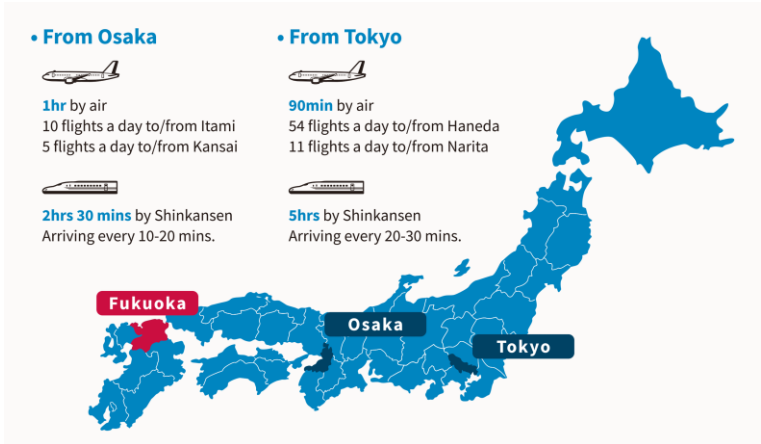 • From Osaka
1hr by air
10 flights a day to/from Itami
5 flights a day to/from Kansai
2hrs 30 mins by Shinkansen
Arriving every 10-20 mins.
• From Tokyo
90min by air
54 flights a day to/from Haneda
11 flights a day to/from Narita
5hrs by Shinkansen
Arriving every 20-30 mins.
Fukuoka
Osaka
Tokyo